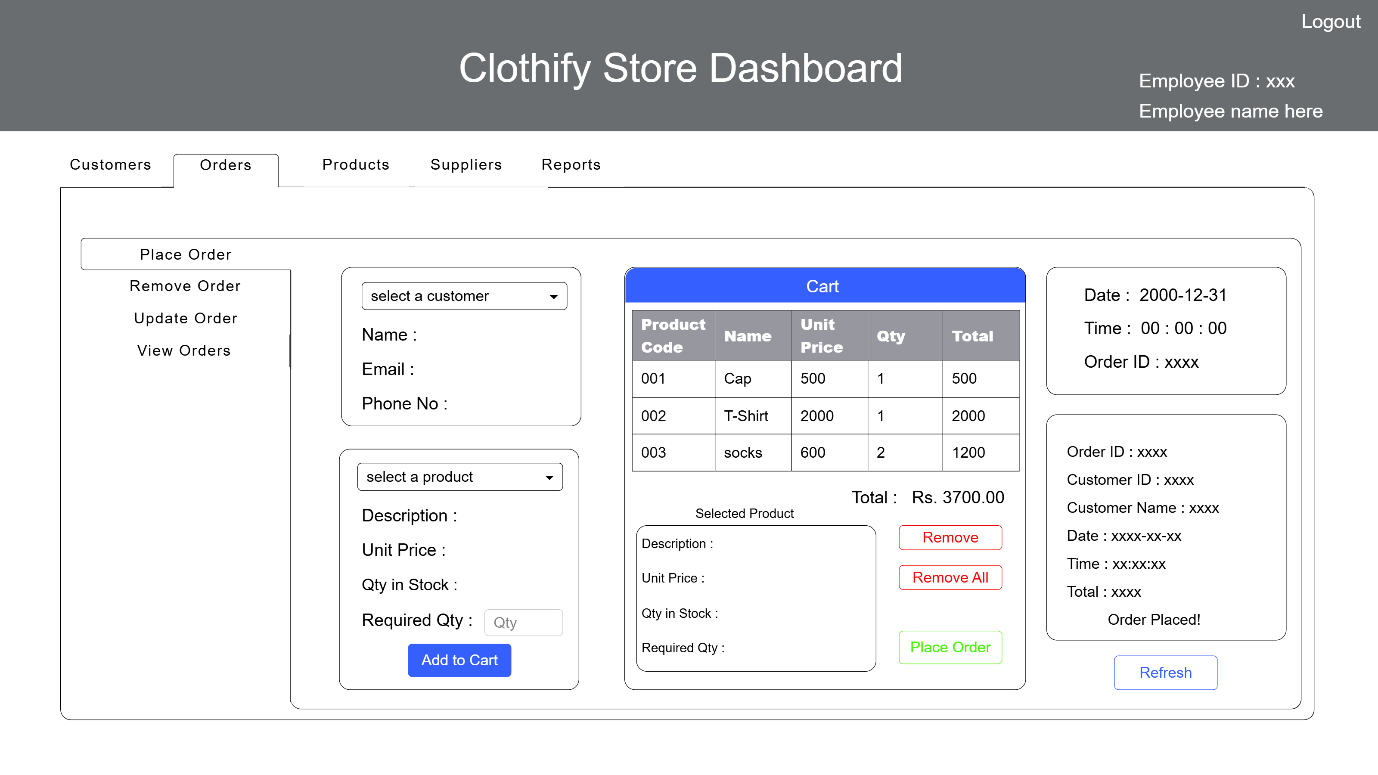 Logout
Clothify Store Dashboard
Employee ID : xxx
Employee name here
Customers Orders Products Suppliers Reports
Place Order
Remove Order
Update Order
View Orders
select a customer
Name :
Email :
Phone No :
select a product
Description :
Unit Price :
Qty in Stock :
Required Qty : Qty
Add to Cart
Cart
Product Code Name Unit Price Qty Total
001 Cap 500 1 500
002 T-Shirt 2000 1 2000
003 socks 600 2 1200
Total : Rs. 3700.00
Selected Product
Description :
Unit Price :
Qty in Stock :
Required Qty :
Remove
Remove All
Place Order
Date : 2000-12-31
Time : 00 : 00 : 00
Order ID : xxxx
Order ID : xxxx
Customer ID : xxxx
Customer Name : xxxx
Date : xxxx-xx-xx
Time : xx:xx:xx
Total : xxxx
Order Placed!
Refresh